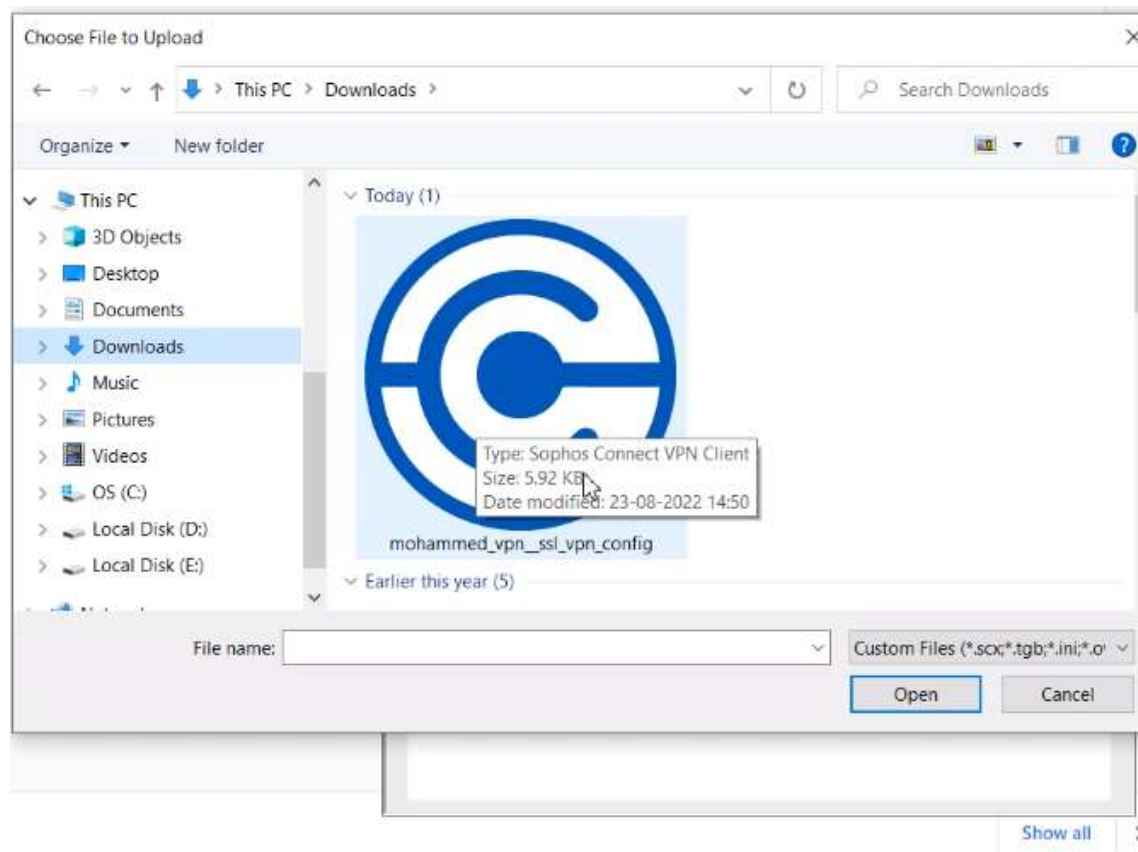 Choose File to Upload
This PC > Downloads >
Search Downloads
Organize
New folder
This PC
3D Objects
Desktop
Documents
Downloads
Music
Pictures
Videos
OS (C:)
Local Disk (D:)
Local Disk (E:)
Today (1)
Type: Sophos Connect VPN Client
Size: 5.92 KB
Date modified: 23-08-2022 14:50
mohammed_vpn__ssl_vpn_config
Earlier this year (5)
File name:
Custom Files (*.scx;*.tgb;*.ini;*.o
Open
Cancel
Show all